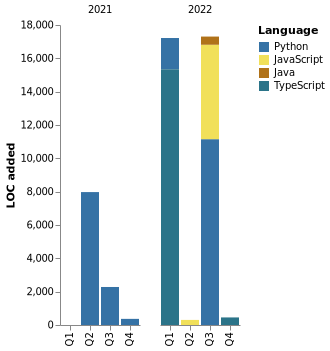 2021
2022
Language
Python
JavaScript
Java
TypeScript
LOC added
18,000
16,000
14,000
12,000
10,000
8,000
6,000
4,000
2,000
0
Q1
Q2
Q3
Q4
Q1
Q2
Q3
Q4